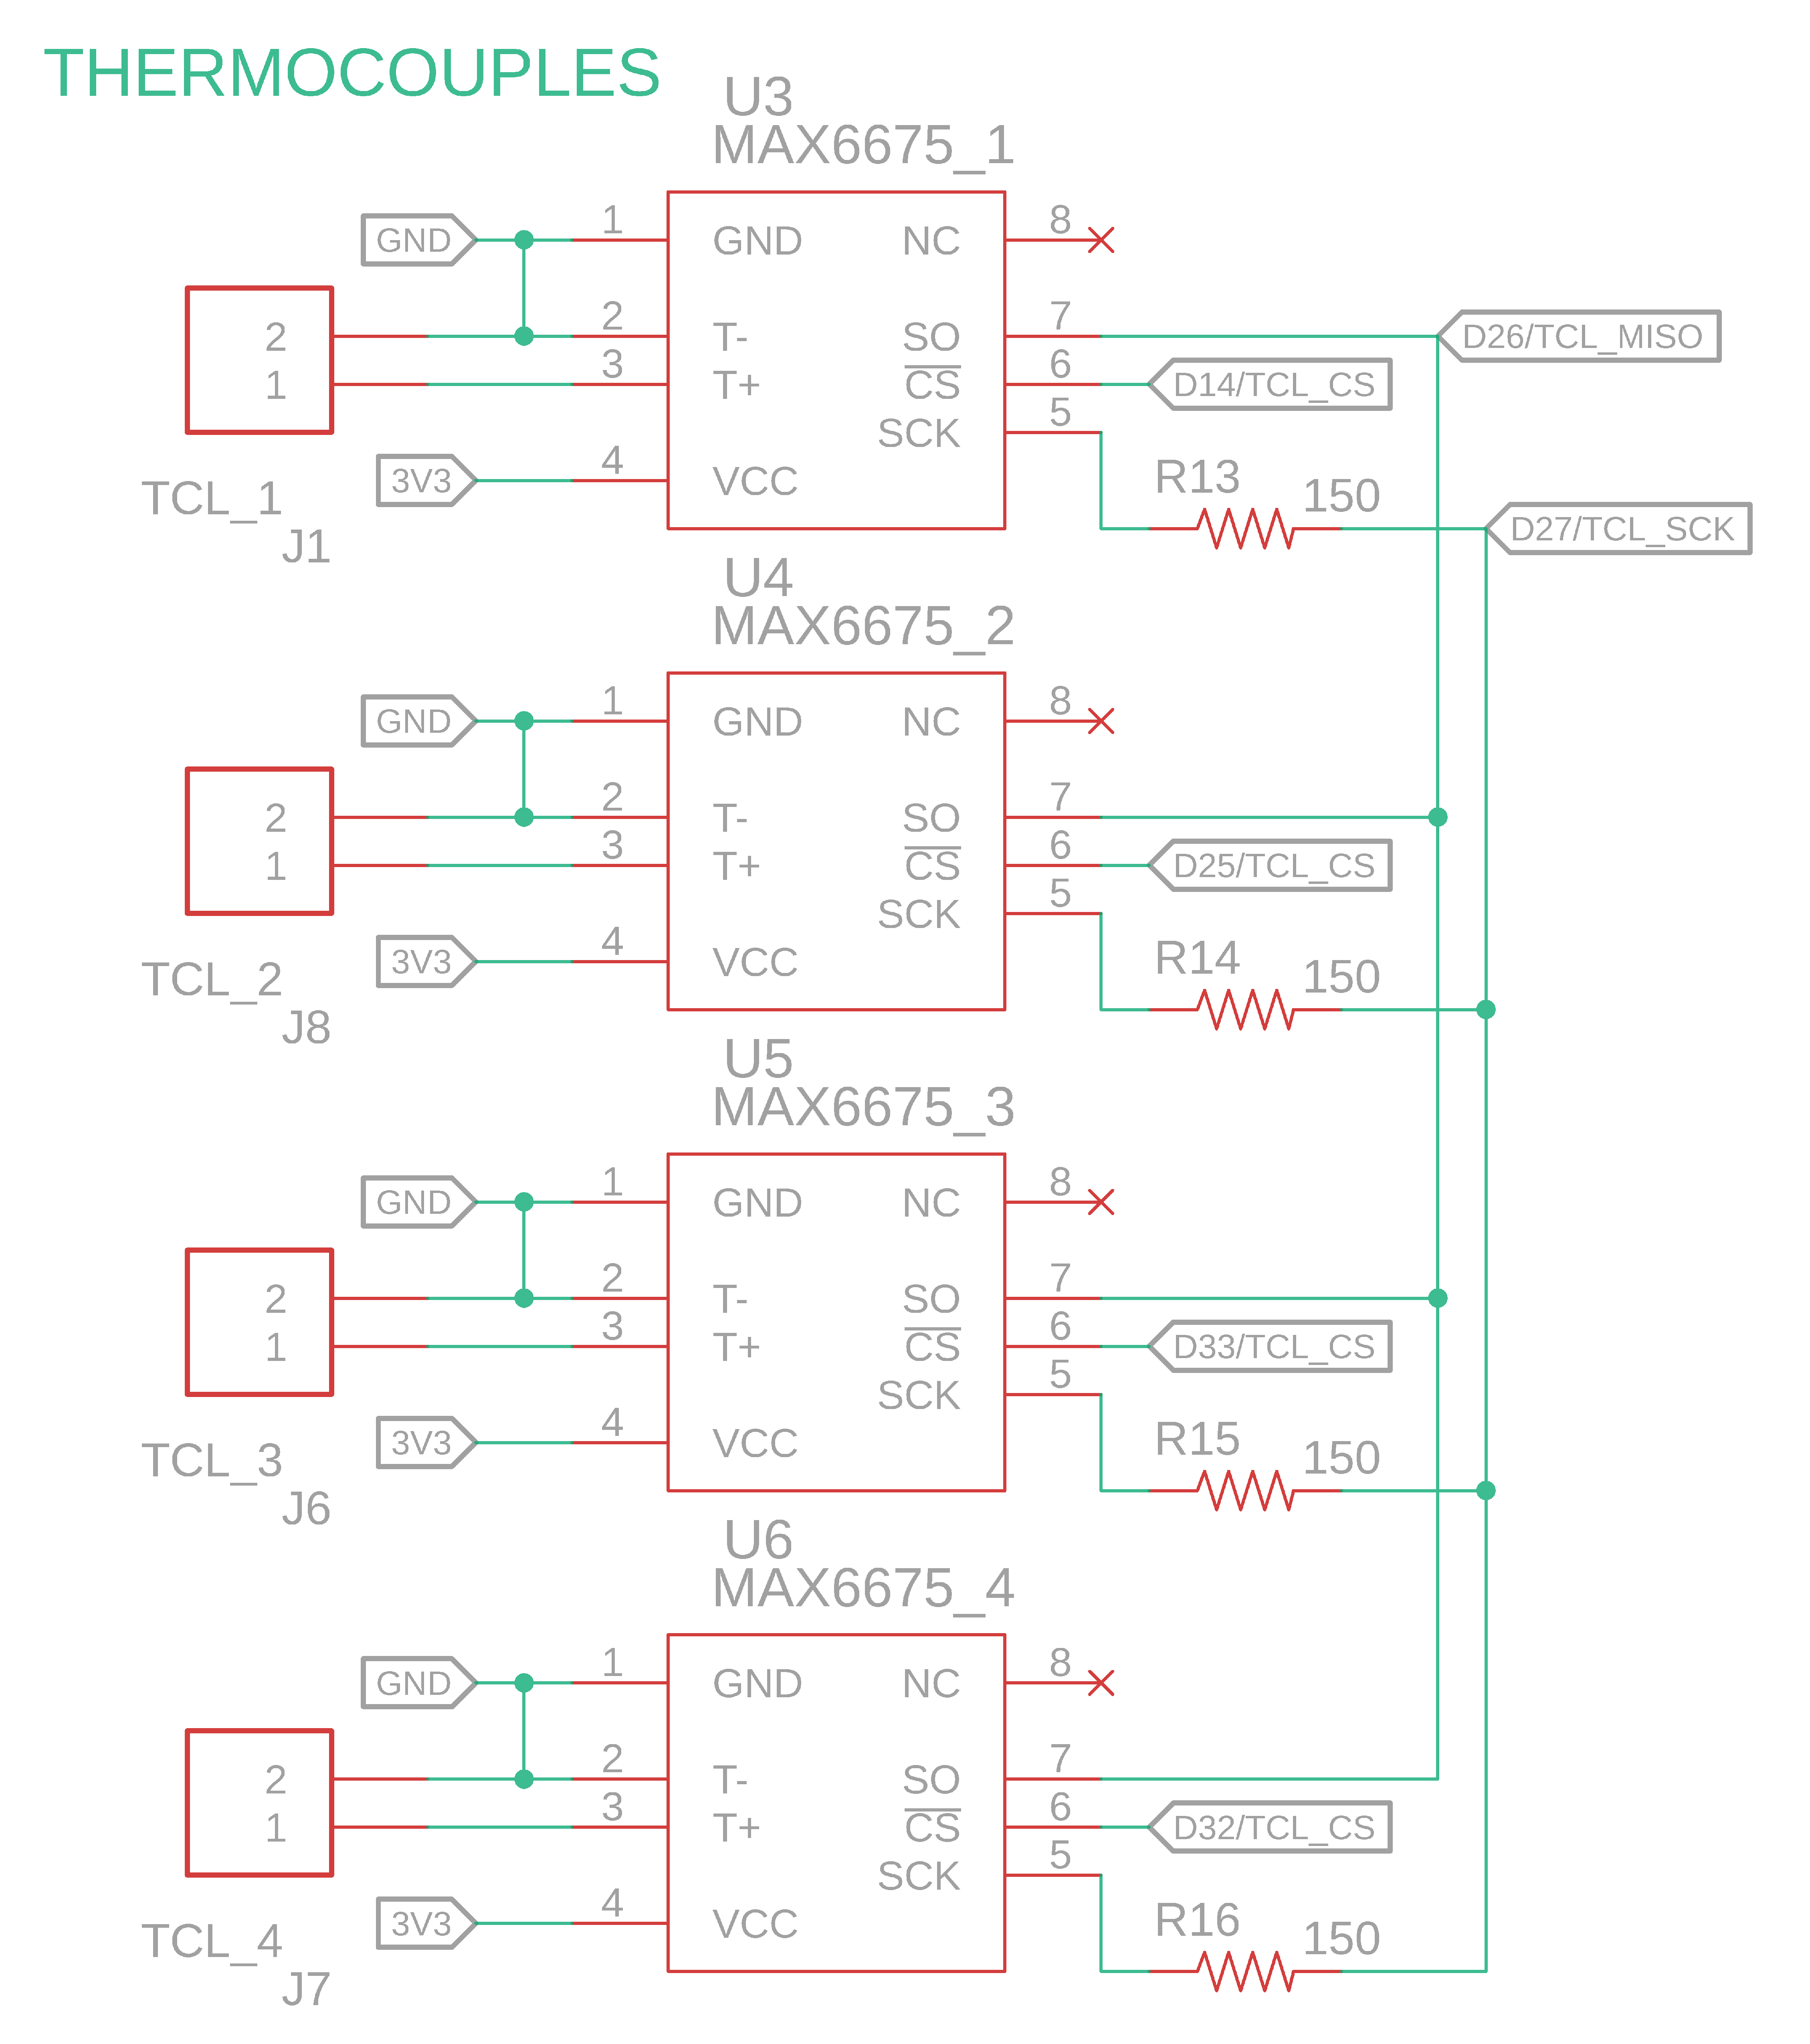 THERMOCOUPLES
U3
MAX6675_1
GND 1 GND NC 8
2 2 T- SO 7 D26/TCL_MISO
1 3 T+ CS 6 D14/TCL_CS
SCK 5
3V3 4 VCC
R13 150 D27/TCL_SCK
TCL_1
J1
U4
MAX6675_2
GND 1 GND NC 8
2 2 T- SO 7
1 3 T+ CS 6 D25/TCL_CS
SCK 5
3V3 4 VCC
R14 150
TCL_2
J8
U5
MAX6675_3
GND 1 GND NC 8
2 2 T- SO 7
1 3 T+ CS 6 D33/TCL_CS
SCK 5
3V3 4 VCC
R15 150
TCL_3
J6
U6
MAX6675_4
GND 1 GND NC 8
2 2 T- SO 7
1 3 T+ CS 6 D32/TCL_CS
SCK 5
3V3 4 VCC
R16 150
TCL_4
J7